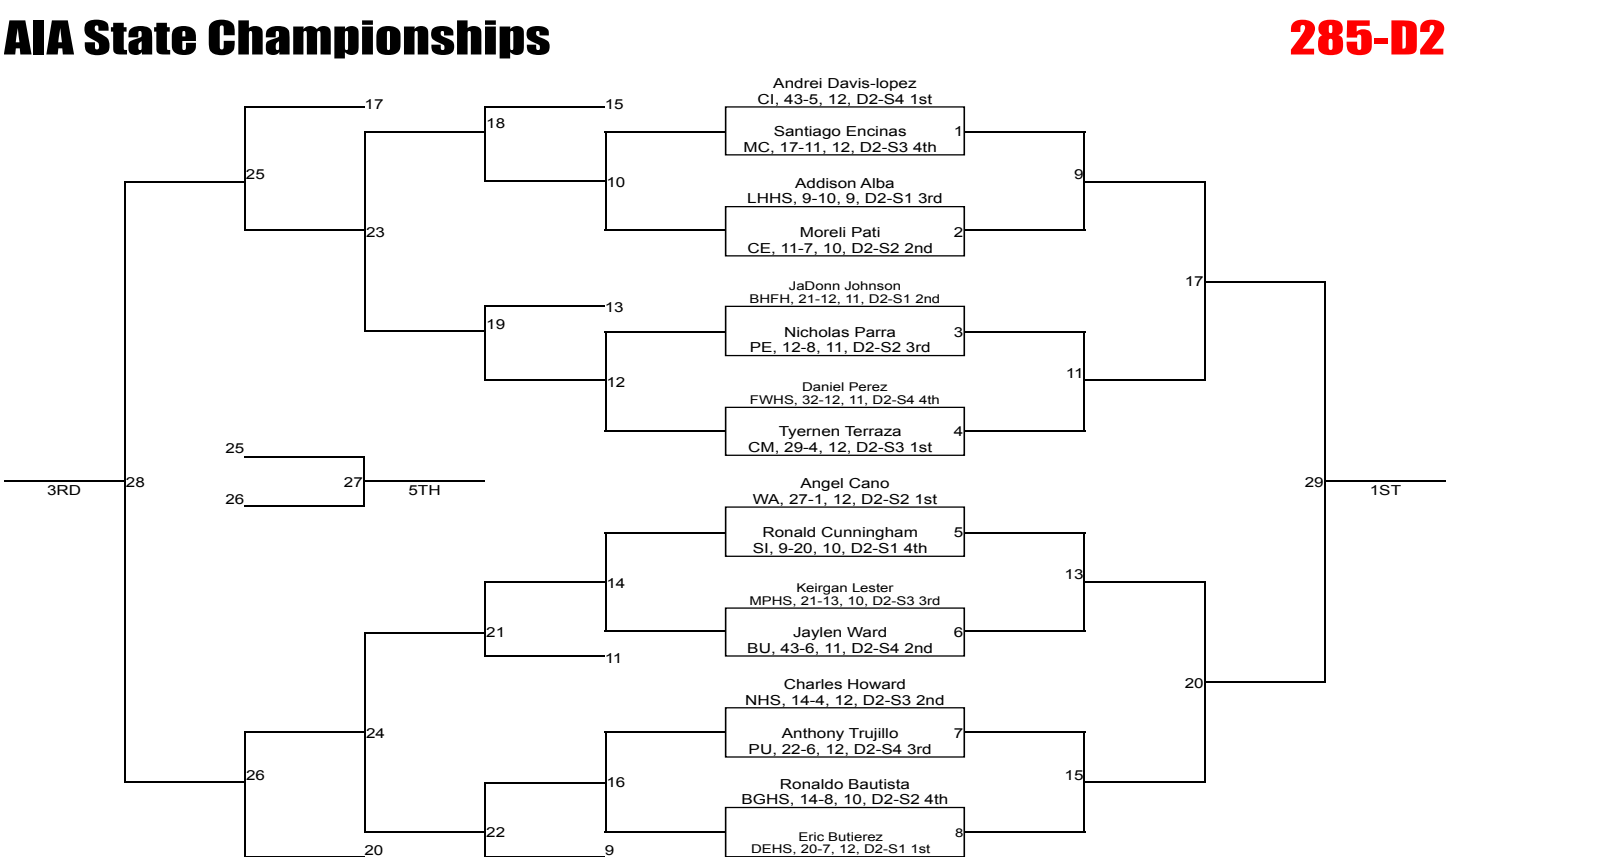 AIA State Championships
285-D2
Andrei Davis-lopez
CI, 43-5, 12, D2-S4 1st
17
15
18
Santiago Encinas
1
MC, 17-11, 12, D2-S3 4th
25
10
Addison Alba
9
LHHS, 9-10, 9, D2-S1 3rd
23
Moreli Pati
2
CE, 11-7, 10, D2-S2 2nd
17
JaDonn Johnson
BHFH, 21-12, 11, D2-S1 2nd
13
19
Nicholas Parra
3
PE, 12-8, 11, D2-S2 3rd
11
12
Daniel Perez
FWHS, 32-12, 11, D2-S4 4th
Tyernen Terraza
4
CM, 29-4, 12, D2-S3 1st
25
28
27
Angel Cano
29
3RD
5TH
1ST
26
WA, 27-1, 12, D2-S2 1st
Ronald Cunningham
5
SI, 9-20, 10, D2-S1 4th
13
14
Keirgan Lester
MPHS, 21-13, 10, D2-S3 3rd
21
Jaylen Ward
6
BU, 43-6, 11, D2-S4 2nd
11
Charles Howard
20
NHS, 14-4, 12, D2-S3 2nd
24
Anthony Trujillo
7
PU, 22-6, 12, D2-S4 3rd
26
16
Ronaldo Bautista
15
BGHS, 14-8, 10, D2-S2 4th
22
Eric Butierez
8
DEHS, 20-7, 12, D2-S1 1st
20
9